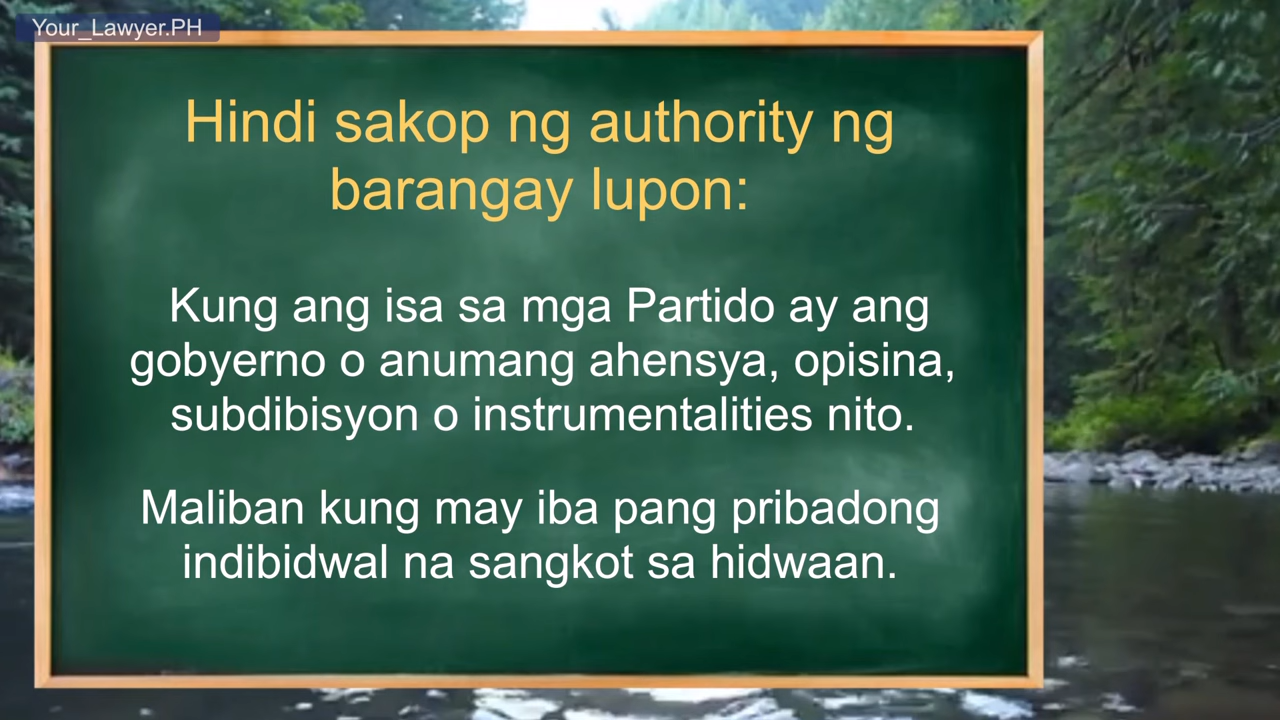 Your_Lawyer.PH
Hindi sakop ng authority ng
barangay lupon:
Kung ang isa sa mga Partido ay ang
gobyerno o anumang ahensya, opisina,
subdibisyon o instrumentalities nito.
Maliban kung may iba pang pribadong
indibidwal na sangkot sa hidwaan.